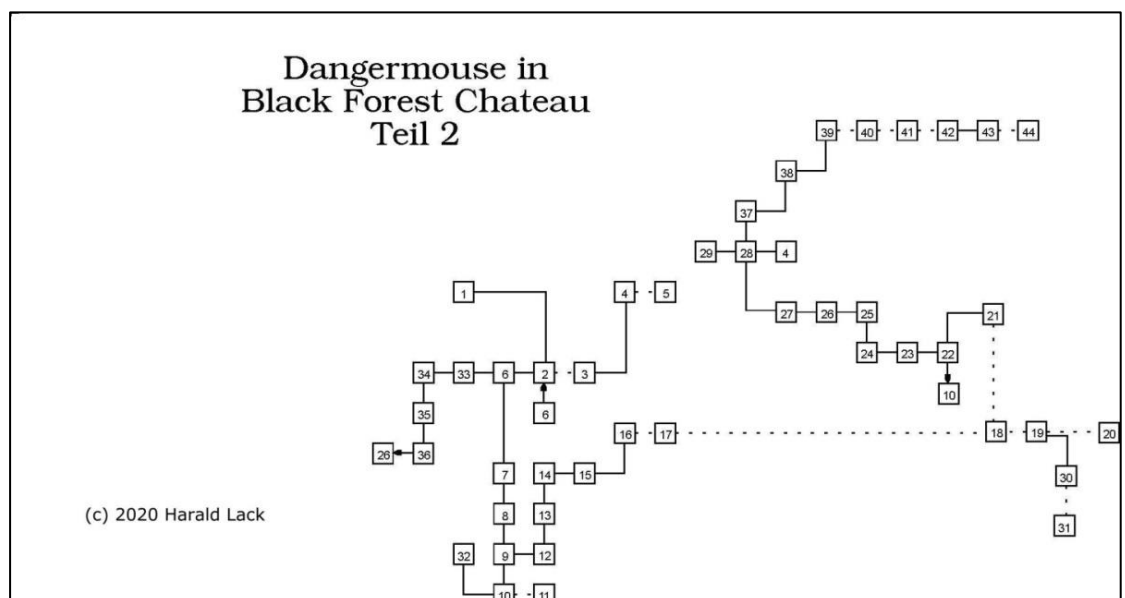 Dangermouse in
Black Forest Chateau
Teil 2
39 40 41 42 43 44
38
37
29 28 4
1 4 5
27 26 25 21
24 23 22
34 33 6 2 3
10
35 6
16 17 18 19 20
26 36
7 14 15 30
(c) 2020 Harald Lack
8 13 31
32 9 12
10 11